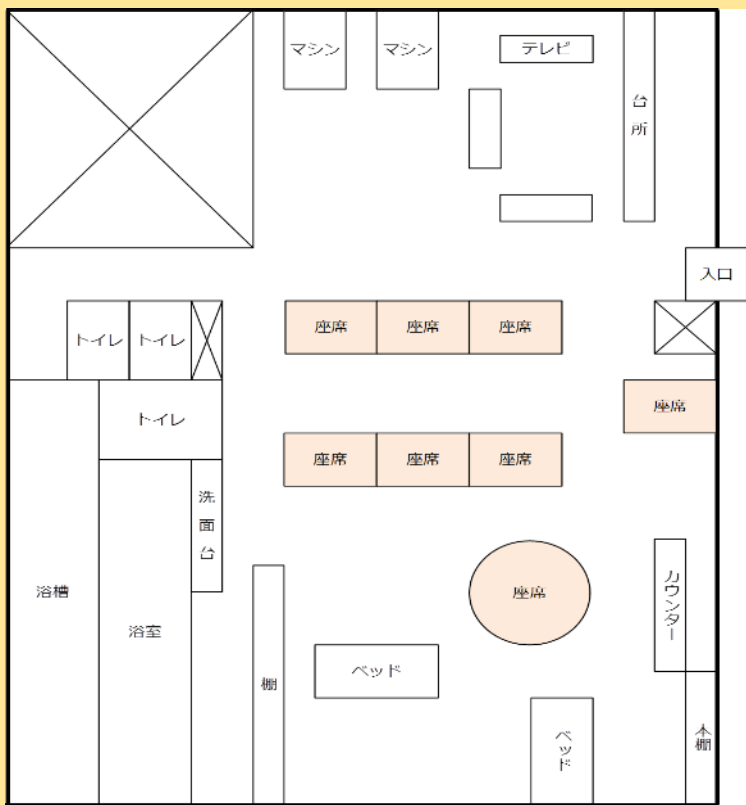 マシン
マシン
テレビ
台所
入口
トイレ
トイレ
座席
座席
座席
トイレ
座席
座席
座席
座席
洗面台
浴槽
浴室
棚
ベッド
座席
カウンター
ベッド
本棚